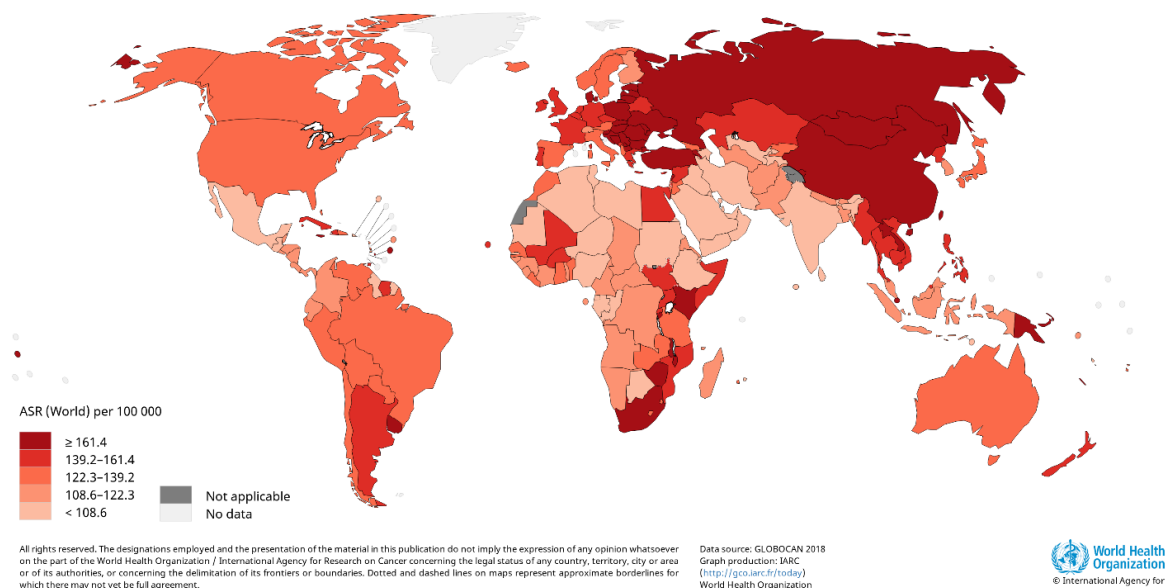 ASR (World) per 100 000
≥ 161.4
139.2–161.4
122.3–139.2
108.6–122.3
< 108.6
Not applicable
No data
All rights reserved. The designations employed and the presentation of the material in this publication do not imply the expression of any opinion whatsoever
on the part of the World Health Organization / International Agency for Research on Cancer concerning the legal status of any country, territory, city or area
or of its authorities, or concerning the delimitation of its frontiers or boundaries. Dotted and dashed lines on maps represent approximate borderlines for
which there may not yet be full agreement.
Data source: GLOBOCAN 2018
Graph production: IARC
(http://gco.iarc.fr/today)
World Health Organization
World Health
Organization
© International Agency for